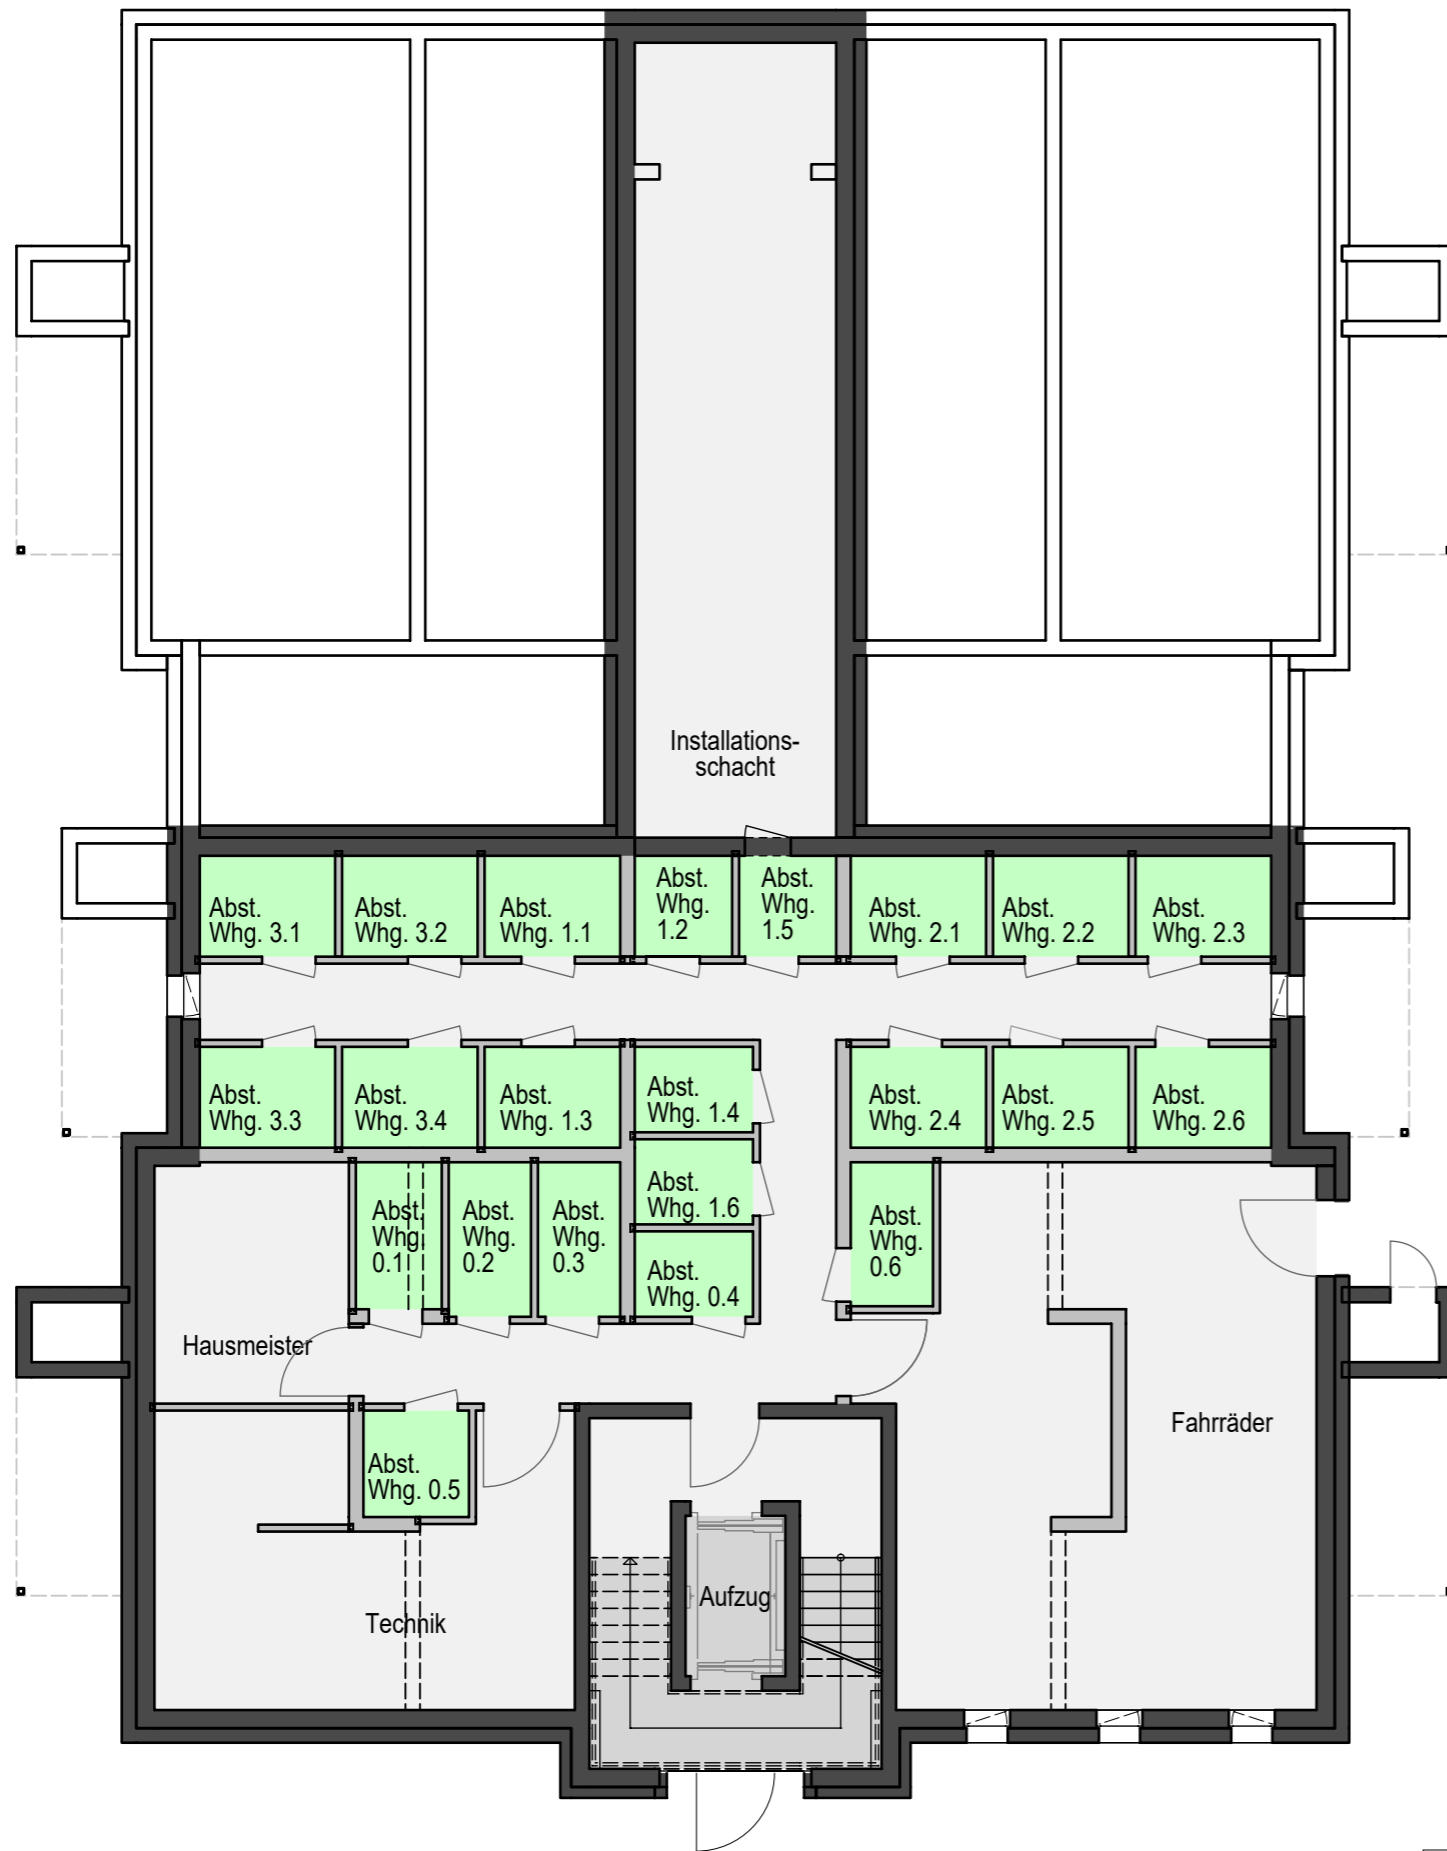 Installations-
schacht
Abst.
Whg. 3.1
Abst.
Whg. 3.2
Abst.
Whg. 1.1
Abst.
Whg.
1.2
Abst.
Whg.
1.5
Abst.
Whg. 2.1
Abst.
Whg. 2.2
Abst.
Whg. 2.3
Abst.
Whg. 3.3
Abst.
Whg. 3.4
Abst.
Whg. 1.3
Abst.
Whg. 1.4
Abst.
Whg. 2.4
Abst.
Whg. 2.5
Abst.
Whg. 2.6
Abst.
Whg. 1.6
Abst.
Whg.
0.1
Abst.
Whg.
0.2
Abst.
Whg.
0.3
Abst.
Whg. 0.4
Abst.
Whg.
0.6
Hausmeister
Fahrräder
Abst.
Whg. 0.5
Aufzug
Technik